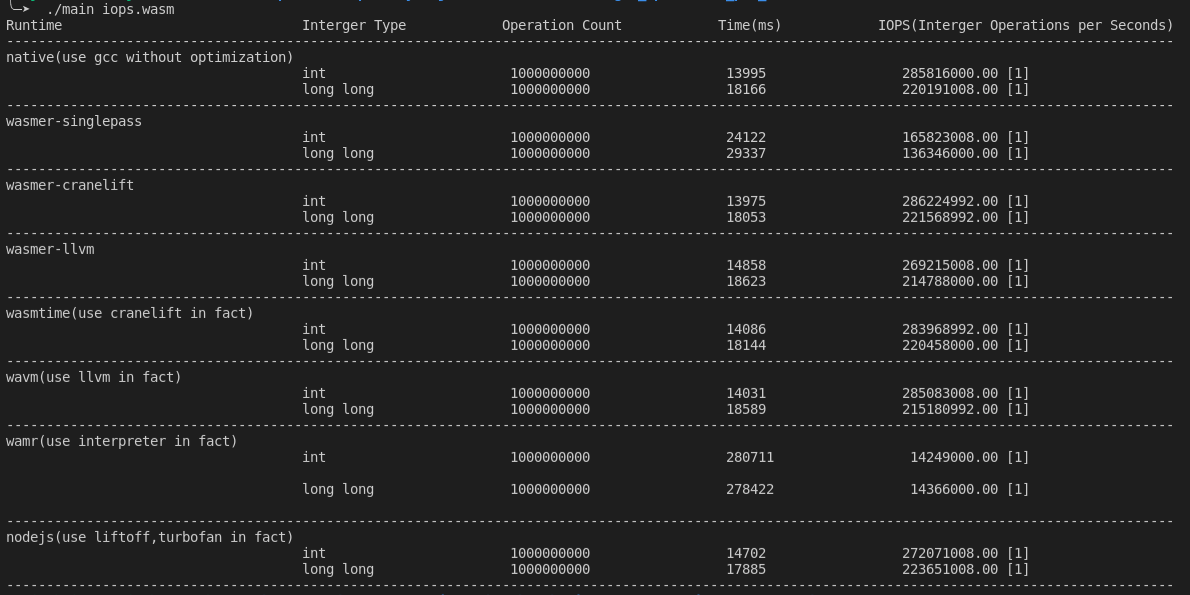 ./main iops.wasm
Runtime Interger Type Operation Count Time(ms) IOPS(Interger Operations per Seconds)
native(use gcc without optimization)
int 1000000000 13995 285816000.00 [1]
long long 1000000000 18166 220191008.00 [1]
wasmer-singlepass
int 1000000000 24122 165823008.00 [1]
long long 1000000000 29337 136346000.00 [1]
wasmer-cranelift
int 1000000000 13975 286224992.00 [1]
long long 1000000000 18053 221568992.00 [1]
wasmer-llvm
int 1000000000 14858 269215008.00 [1]
long long 1000000000 18623 214788000.00 [1]
wasmtime(use cranelift in fact)
int 1000000000 14086 283968992.00 [1]
long long 1000000000 18144 220458000.00 [1]
wavm(use llvm in fact)
int 1000000000 14031 285083008.00 [1]
long long 1000000000 18589 215180992.00 [1]
wamr(use interpreter in fact)
int 1000000000 280711 14249000.00 [1]
long long 1000000000 278422 14366000.00 [1]
nodejs(use liftoff,turbofan in fact)
int 1000000000 14702 272071008.00 [1]
long long 1000000000 17885 223651008.00 [1]